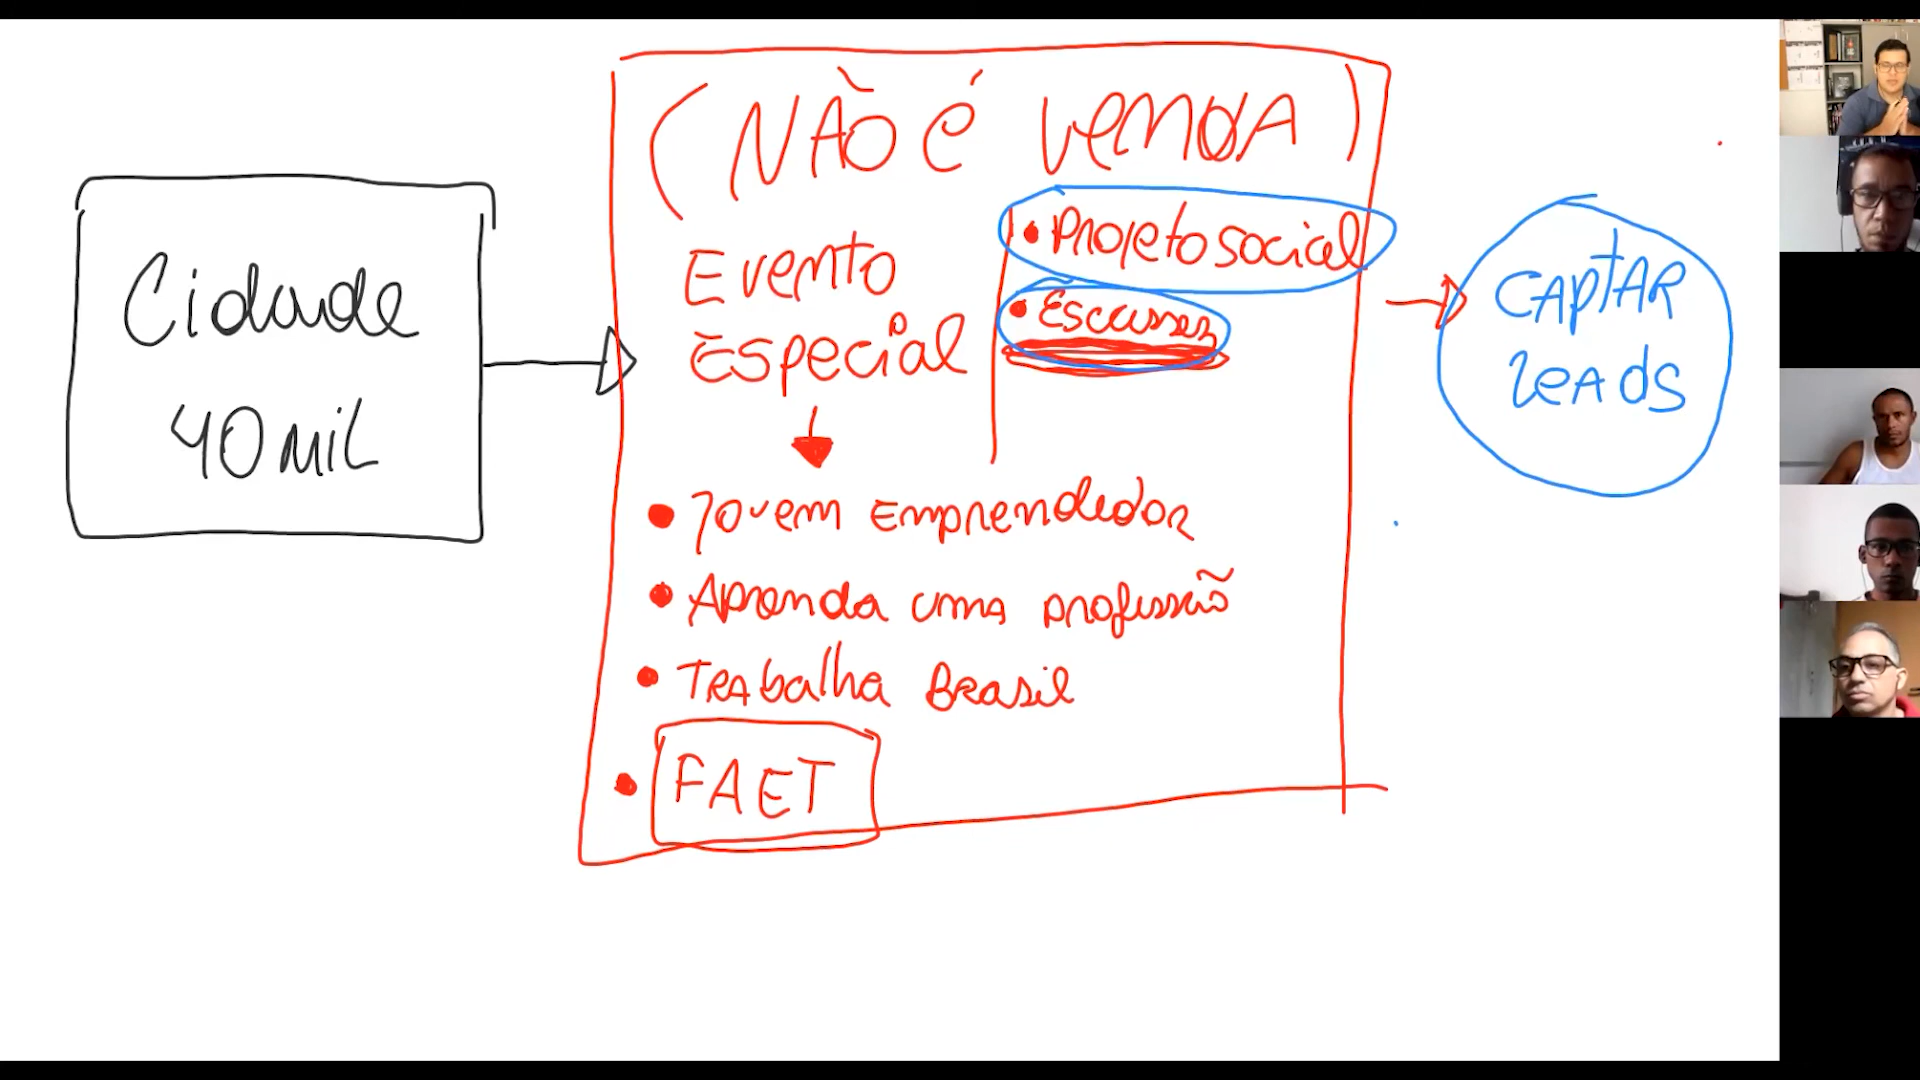 Cidade
40 mil
(NÃO É VENDA)
Evento
Especial
• Projeto social
• Escasses
• Jovem Empreendedor
• Aprenda uma profissão
• Trabalha Brasil
• FAET
CAPTAR
LEADS